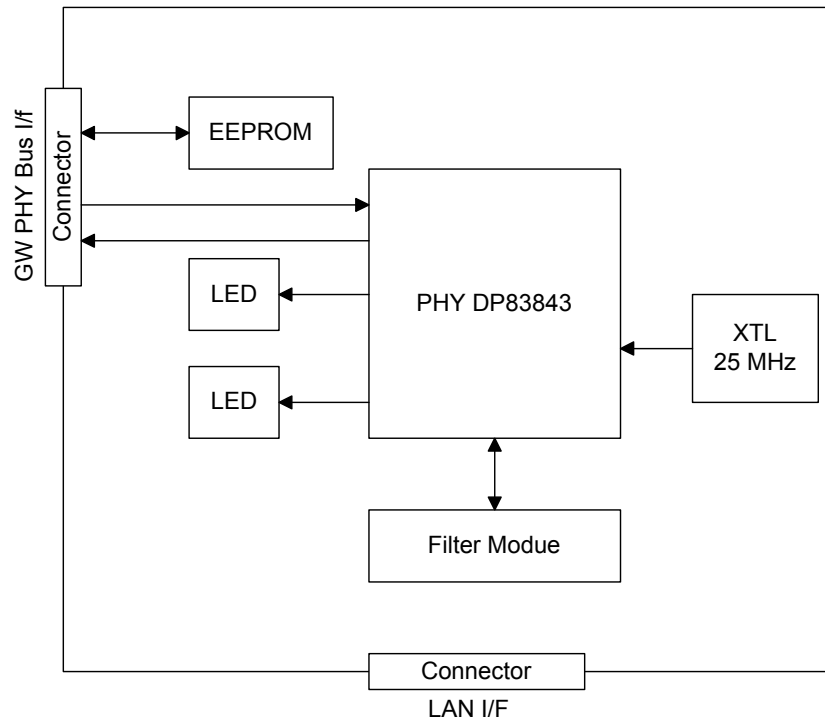 GW PHY Bus I/f
Connector
EEPROM
LED
PHY DP83843
XTL
25 MHz
LED
Filter Modue
Connector
LAN I/F